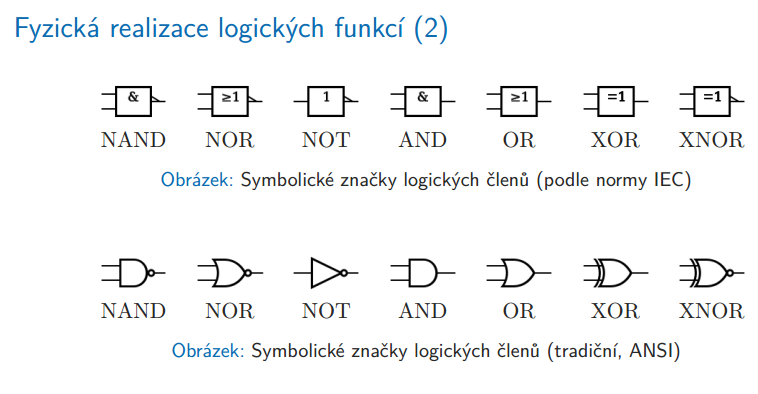 Fyzická realizace logických funkcí (2)
& ≥1 1 & ≥1 =1 =1
NAND NOR NOT AND OR XOR XNOR
Obrázek: Symbolické značky logických členů (podle normy IEC)
NAND NOR NOT AND OR XOR XNOR
Obrázek: Symbolické značky logických členů (tradiční, ANSI)